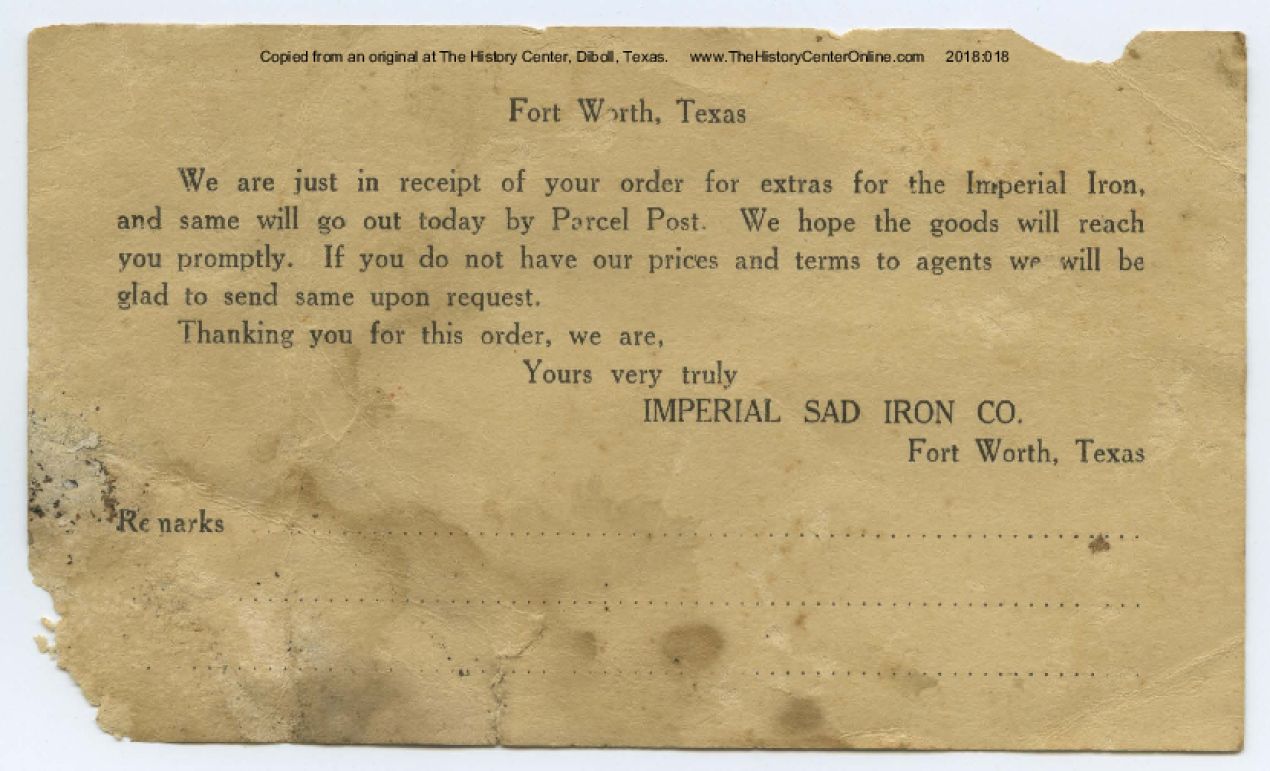 Copied from an original at The History Center, Diboll, Texas. www.TheHistoryCenterOnline.com 2018:018
Fort Worth, Texas
We are just in receipt of your order for extras for the Imperial Iron,
and same will go out today by Parcel Post. We hope the goods will reach
you promptly. If you do not have our prices and terms to agents we will be
glad to send same upon request.
Thanking you for this order, we are,
Yours very truly
IMPERIAL SAD IRON CO.
Fort Worth, Texas
Remarks